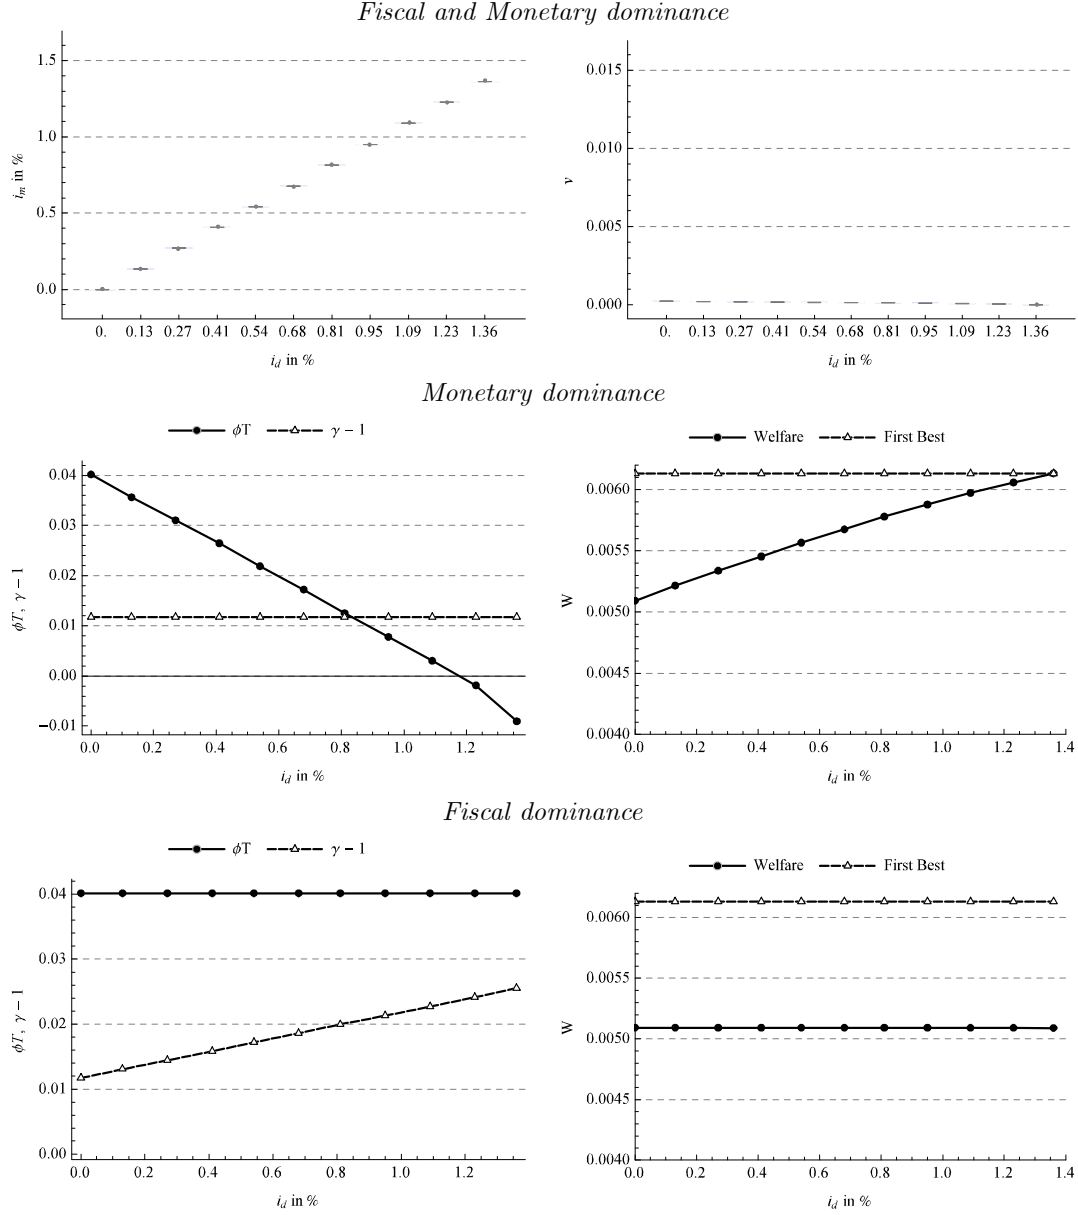 Fiscal and Monetary dominance
1.5
1.0
0.5
0.0
i_m in %
0. 0.13 0.27 0.41 0.54 0.68 0.81 0.95 1.09 1.23 1.36
i_d in %
0.015
0.010
0.005
0.000
v
0. 0.13 0.27 0.41 0.54 0.68 0.81 0.95 1.09 1.23 1.36
i_d in %
Monetary dominance
ϕT γ − 1
0.04
0.03
0.02
0.01
0.00
−0.01
ϕT, γ − 1
0.0 0.2 0.4 0.6 0.8 1.0 1.2
i_d in %
Welfare First Best
0.0060
0.0055
0.0050
0.0045
0.0040
W
0.0 0.2 0.4 0.6 0.8 1.0 1.2 1.4
i_d in %
Fiscal dominance
ϕT γ − 1
0.04
0.03
0.02
0.01
0.00
ϕT, γ − 1
0.0 0.2 0.4 0.6 0.8 1.0 1.2
i_d in %
Welfare First Best
0.0060
0.0055
0.0050
0.0045
0.0040
W
0.0 0.2 0.4 0.6 0.8 1.0 1.2 1.4
i_d in %